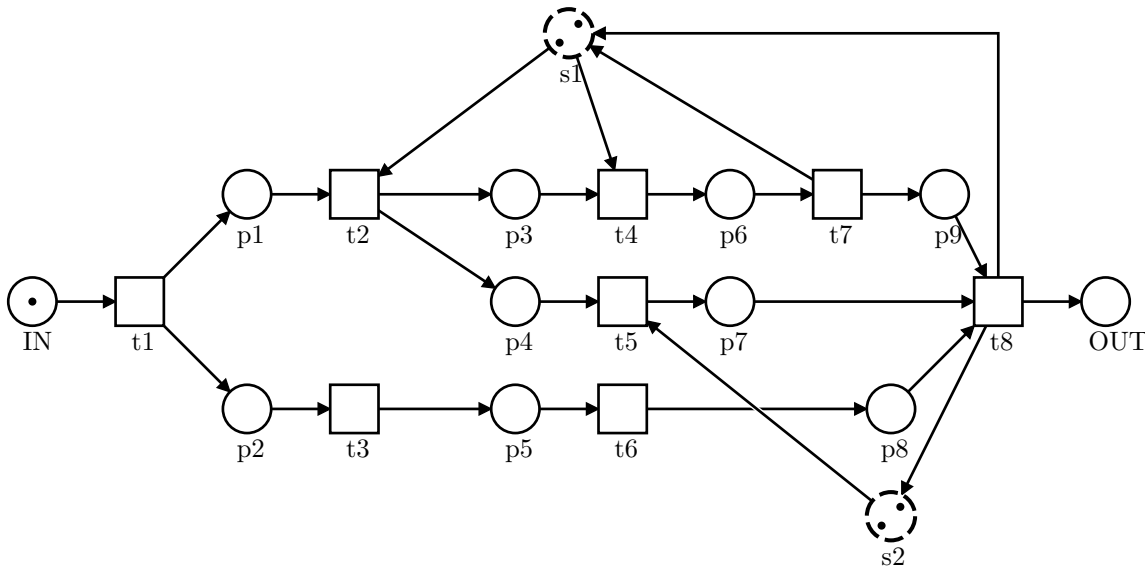 s1
p1 t2 p3 t4 p6 t7 p9
IN t1 p4 t5 p7 t8 OUT
p2 t3 p5 t6 p8
s2